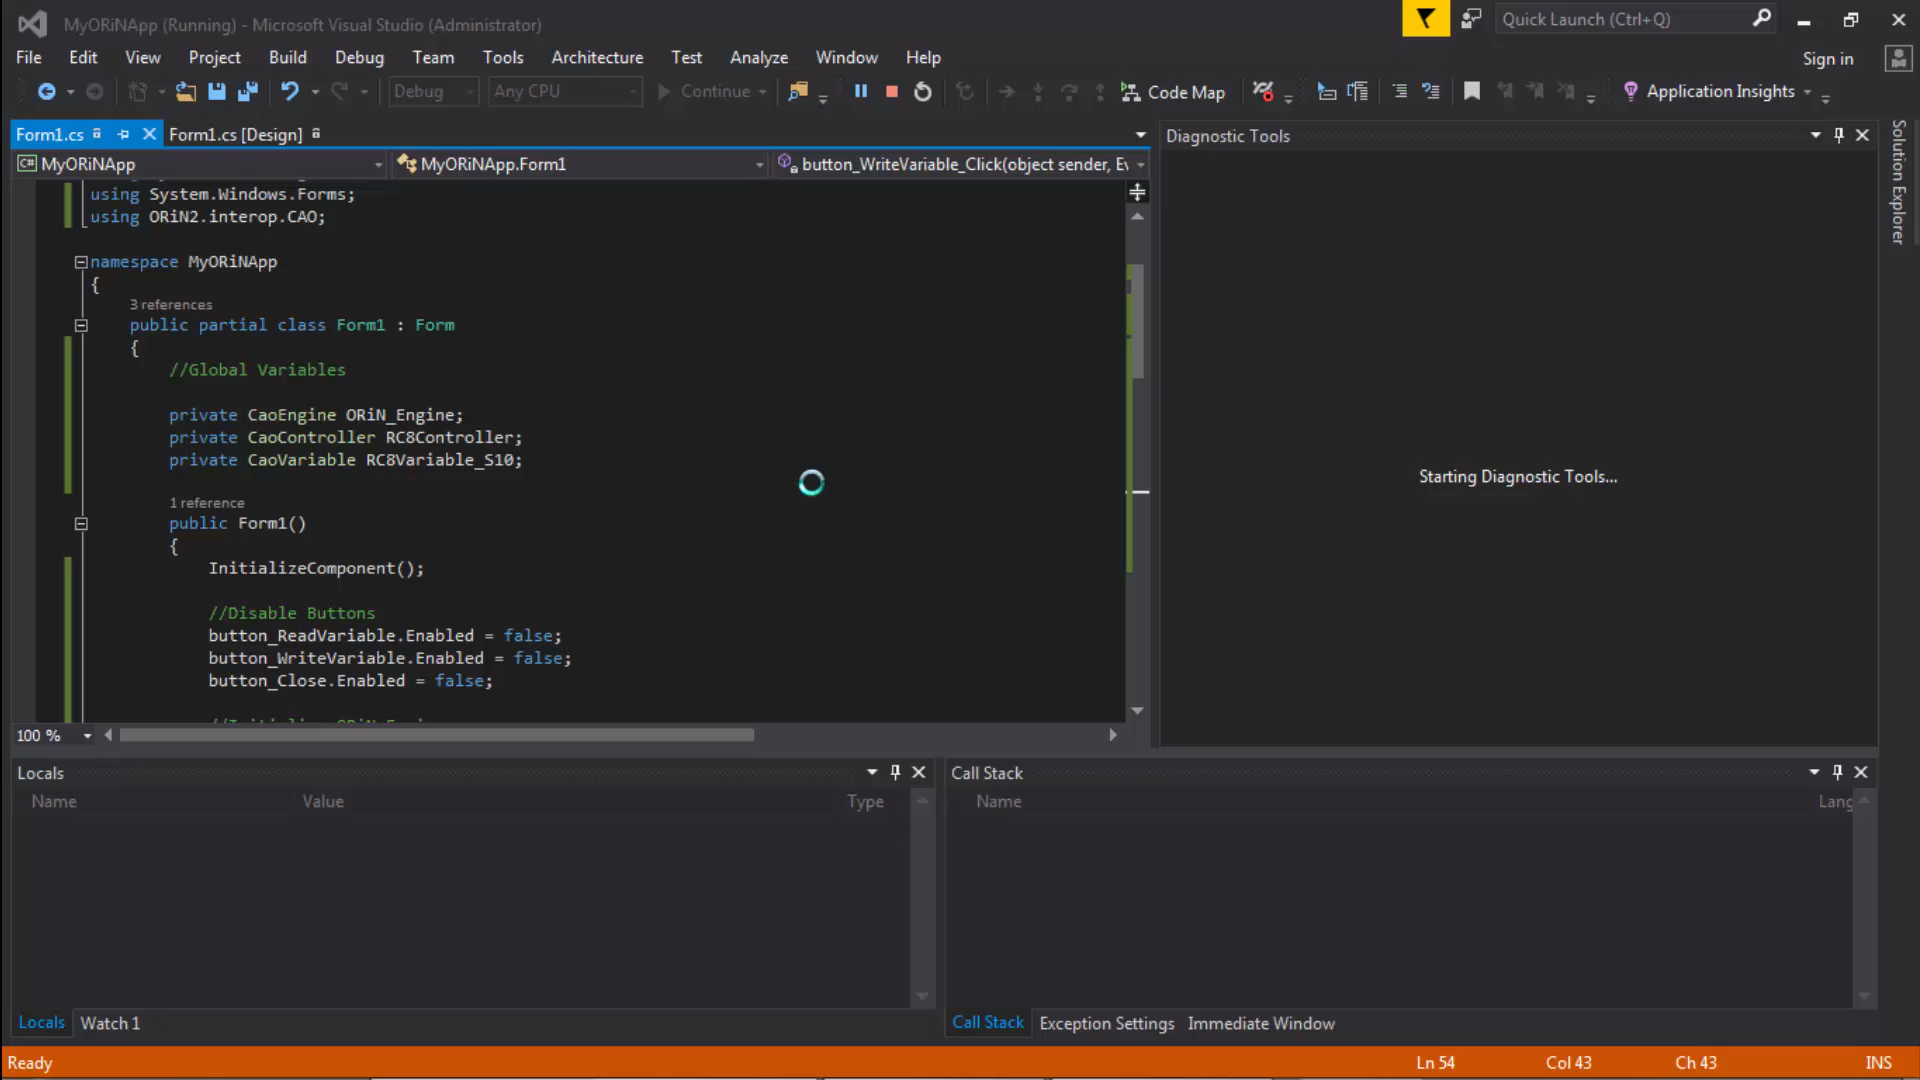 MyORiNApp (Running) - Microsoft Visual Studio (Administrator)
Quick Launch (Ctrl+Q)
File Edit View Project Build Debug Team Tools Architecture Test Analyze Window Help
Sign in
Debug Any CPU Continue Code Map Application Insights
Form1.cs Form1.cs [Design]
MyORiNApp MyORiNApp.Form1 button_WriteVariable_Click(object sender, E
using System.Windows.Forms;
using ORiN2.interop.CAO;
namespace MyORiNApp
{
3 references
public partial class Form1 : Form
{
//Global Variables
private CaoEngine ORiN_Engine;
private CaoController RC8Controller;
private CaoVariable RC8Variable_S10;
1 reference
public Form1()
{
InitializeComponent();
//Disable Buttons
button_ReadVariable.Enabled = false;
button_WriteVariable.Enabled = false;
button_Close.Enabled = false;
100 %
Diagnostic Tools
Starting Diagnostic Tools...
Solution Explorer
Locals
Name Value Type
Locals Watch 1
Call Stack
Name Lang
Call Stack Exception Settings Immediate Window
Ready Ln 54 Col 43 Ch 43 INS